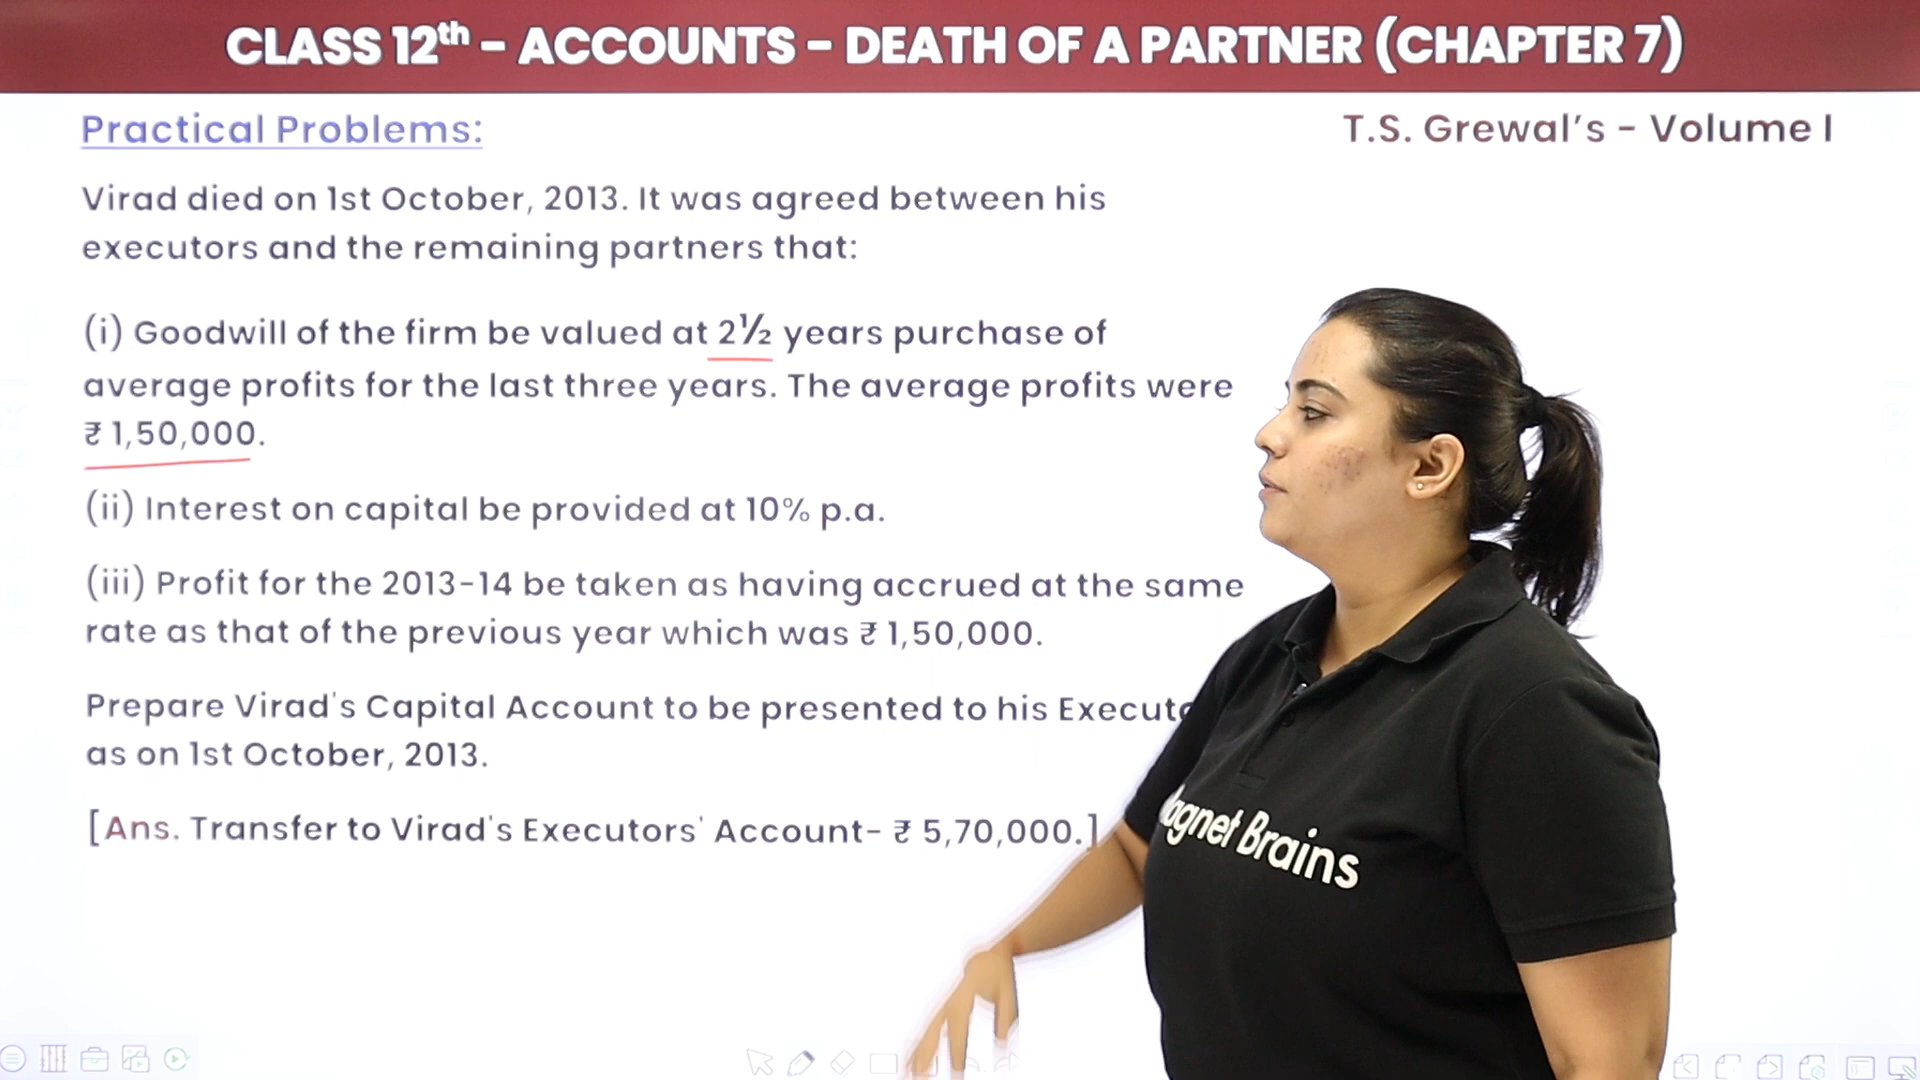 CLASS 12th – ACCOUNTS – DEATH OF A PARTNER (CHAPTER 7)
Practical Problems:
T.S. Grewal's - Volume I
Virad died on 1st October, 2013. It was agreed between his
executors and the remaining partners that:
(i) Goodwill of the firm be valued at 2½ years purchase of
average profits for the last three years. The average profits were
₹ 1,50,000.
(ii) Interest on capital be provided at 10% p.a.
(iii) Profit for the 2013-14 be taken as having accrued at the same
rate as that of the previous year which was ₹ 1,50,000.
Prepare Virad's Capital Account to be presented to his
as on 1st October, 2013.
[Ans. Transfer to Virad's Executors' Account- ₹ 5,70,000.]
Brains